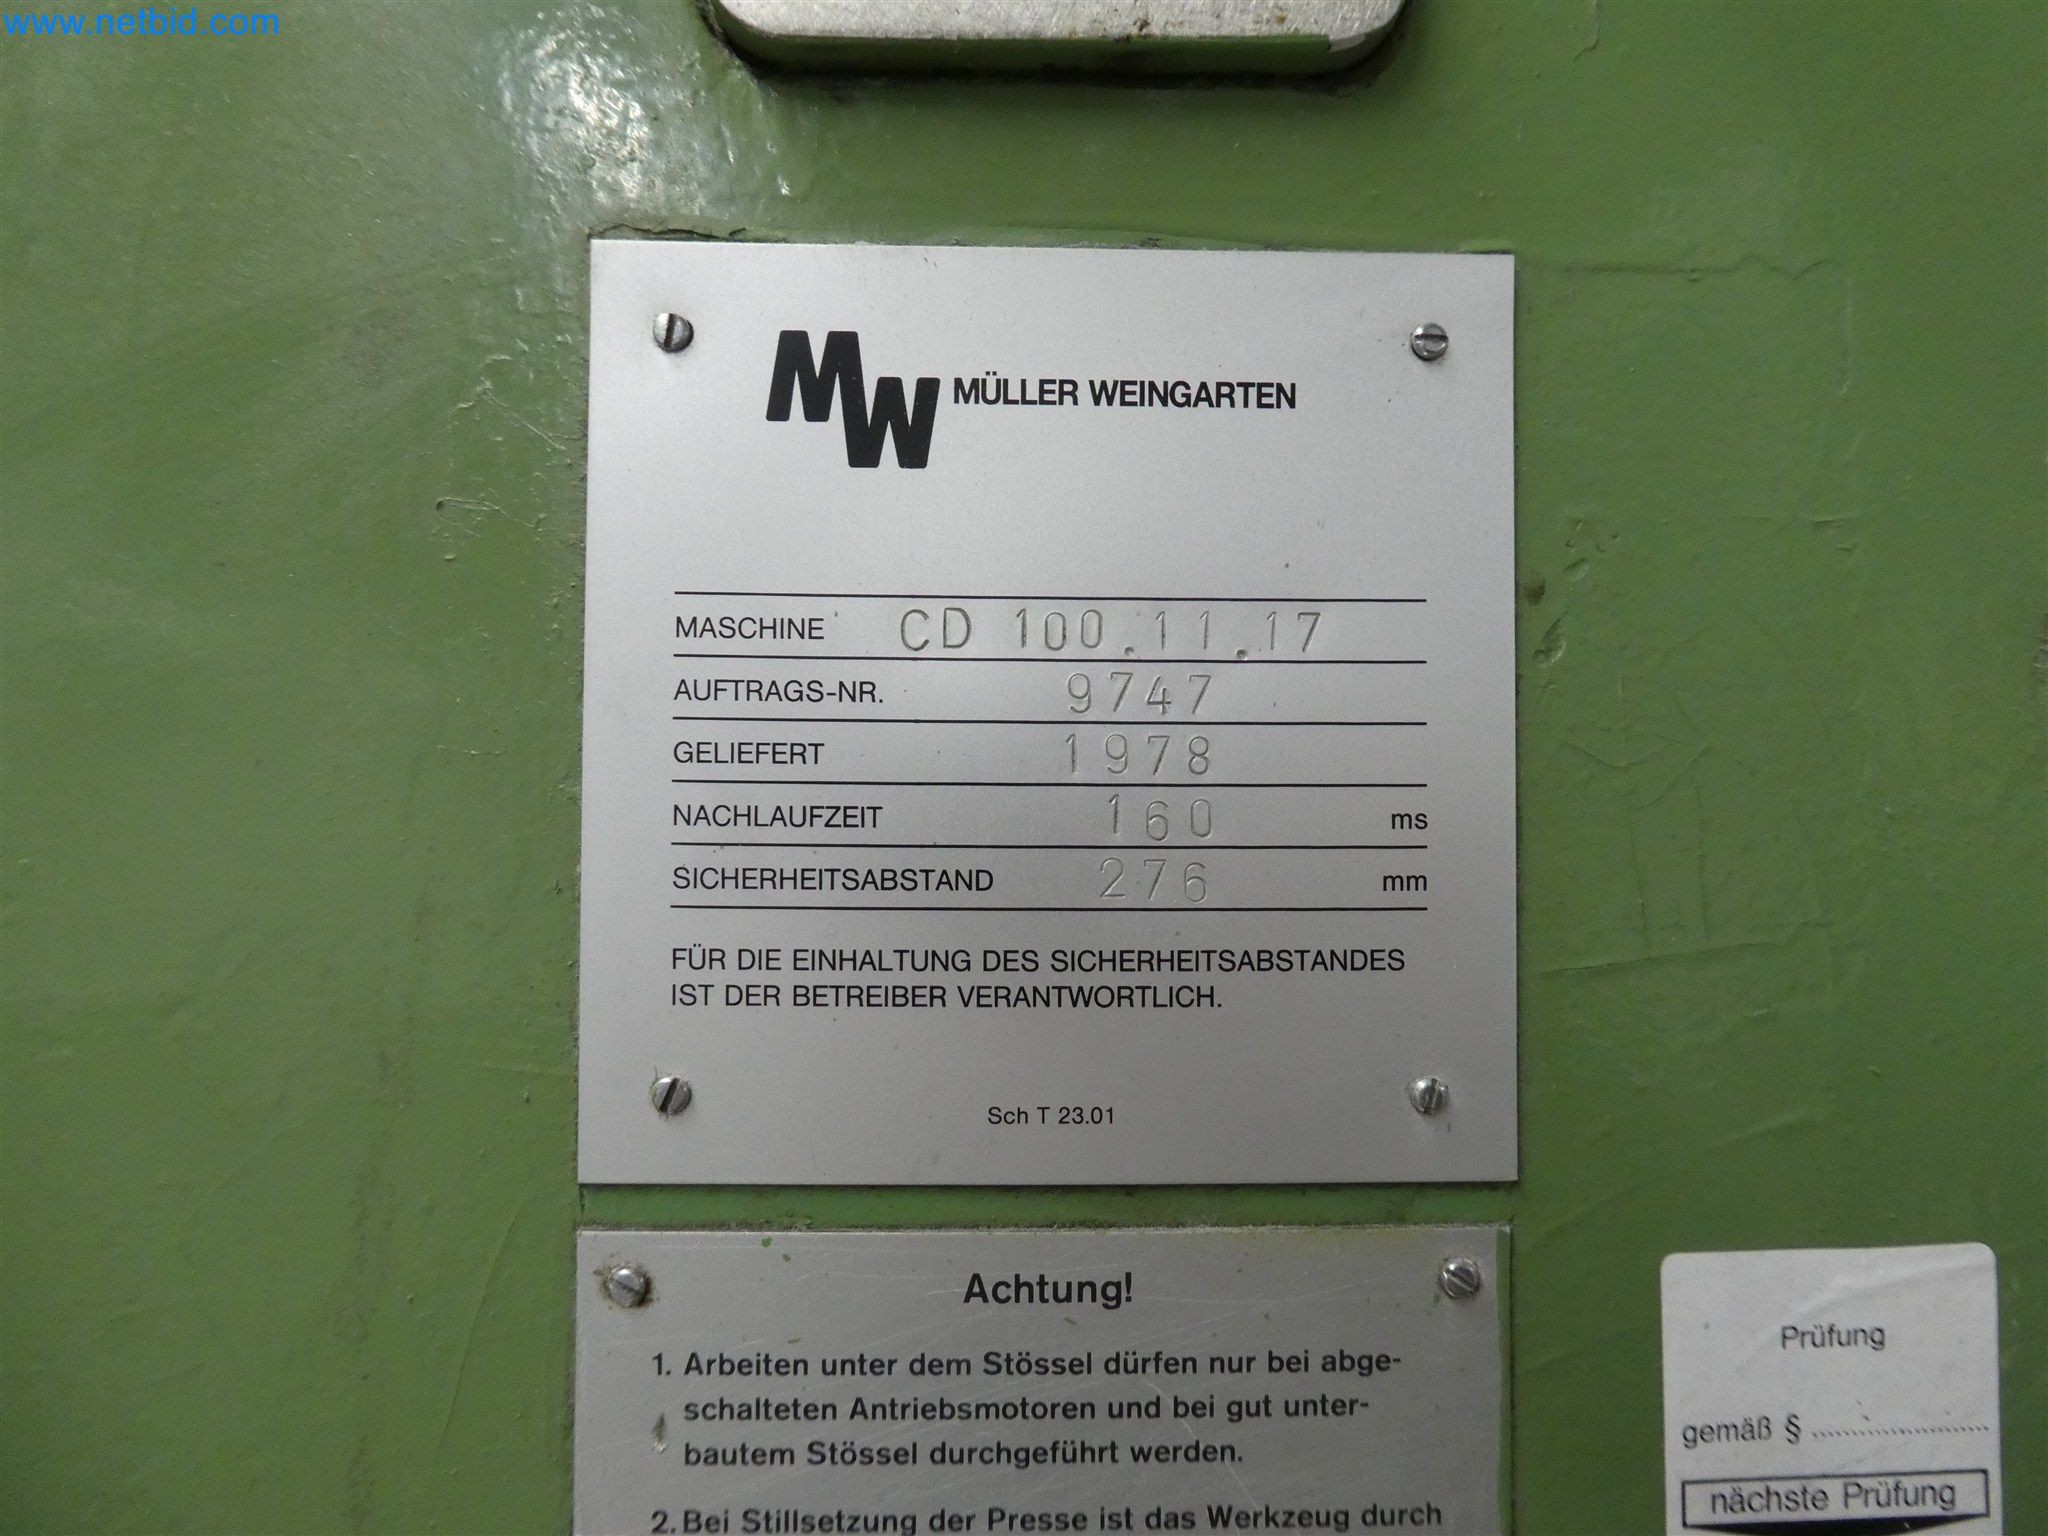 www.netbid.com
MW MÜLLER WEINGARTEN
MASCHINE CD 100.11.17
AUFTRAGS-NR. 9747
GELIEFERT 1978
NACHLAUFZEIT 160 ms
SICHERHEITSABSTAND 276 mm
FÜR DIE EINHALTUNG DES SICHERHEITSABSTANDES
IST DER BETREIBER VERANTWORTLICH.
Sch T 23.01
Achtung!
1. Arbeiten unter dem Stössel dürfen nur bei abge-
schalteten Antriebsmotoren und bei gut unter-
bautem Stössel durchgeführt werden.
2. Bei Stillsetzung der Presse ist das Werkzeug durch
Prüfung
gemäß § ....................
nächste Prüfung